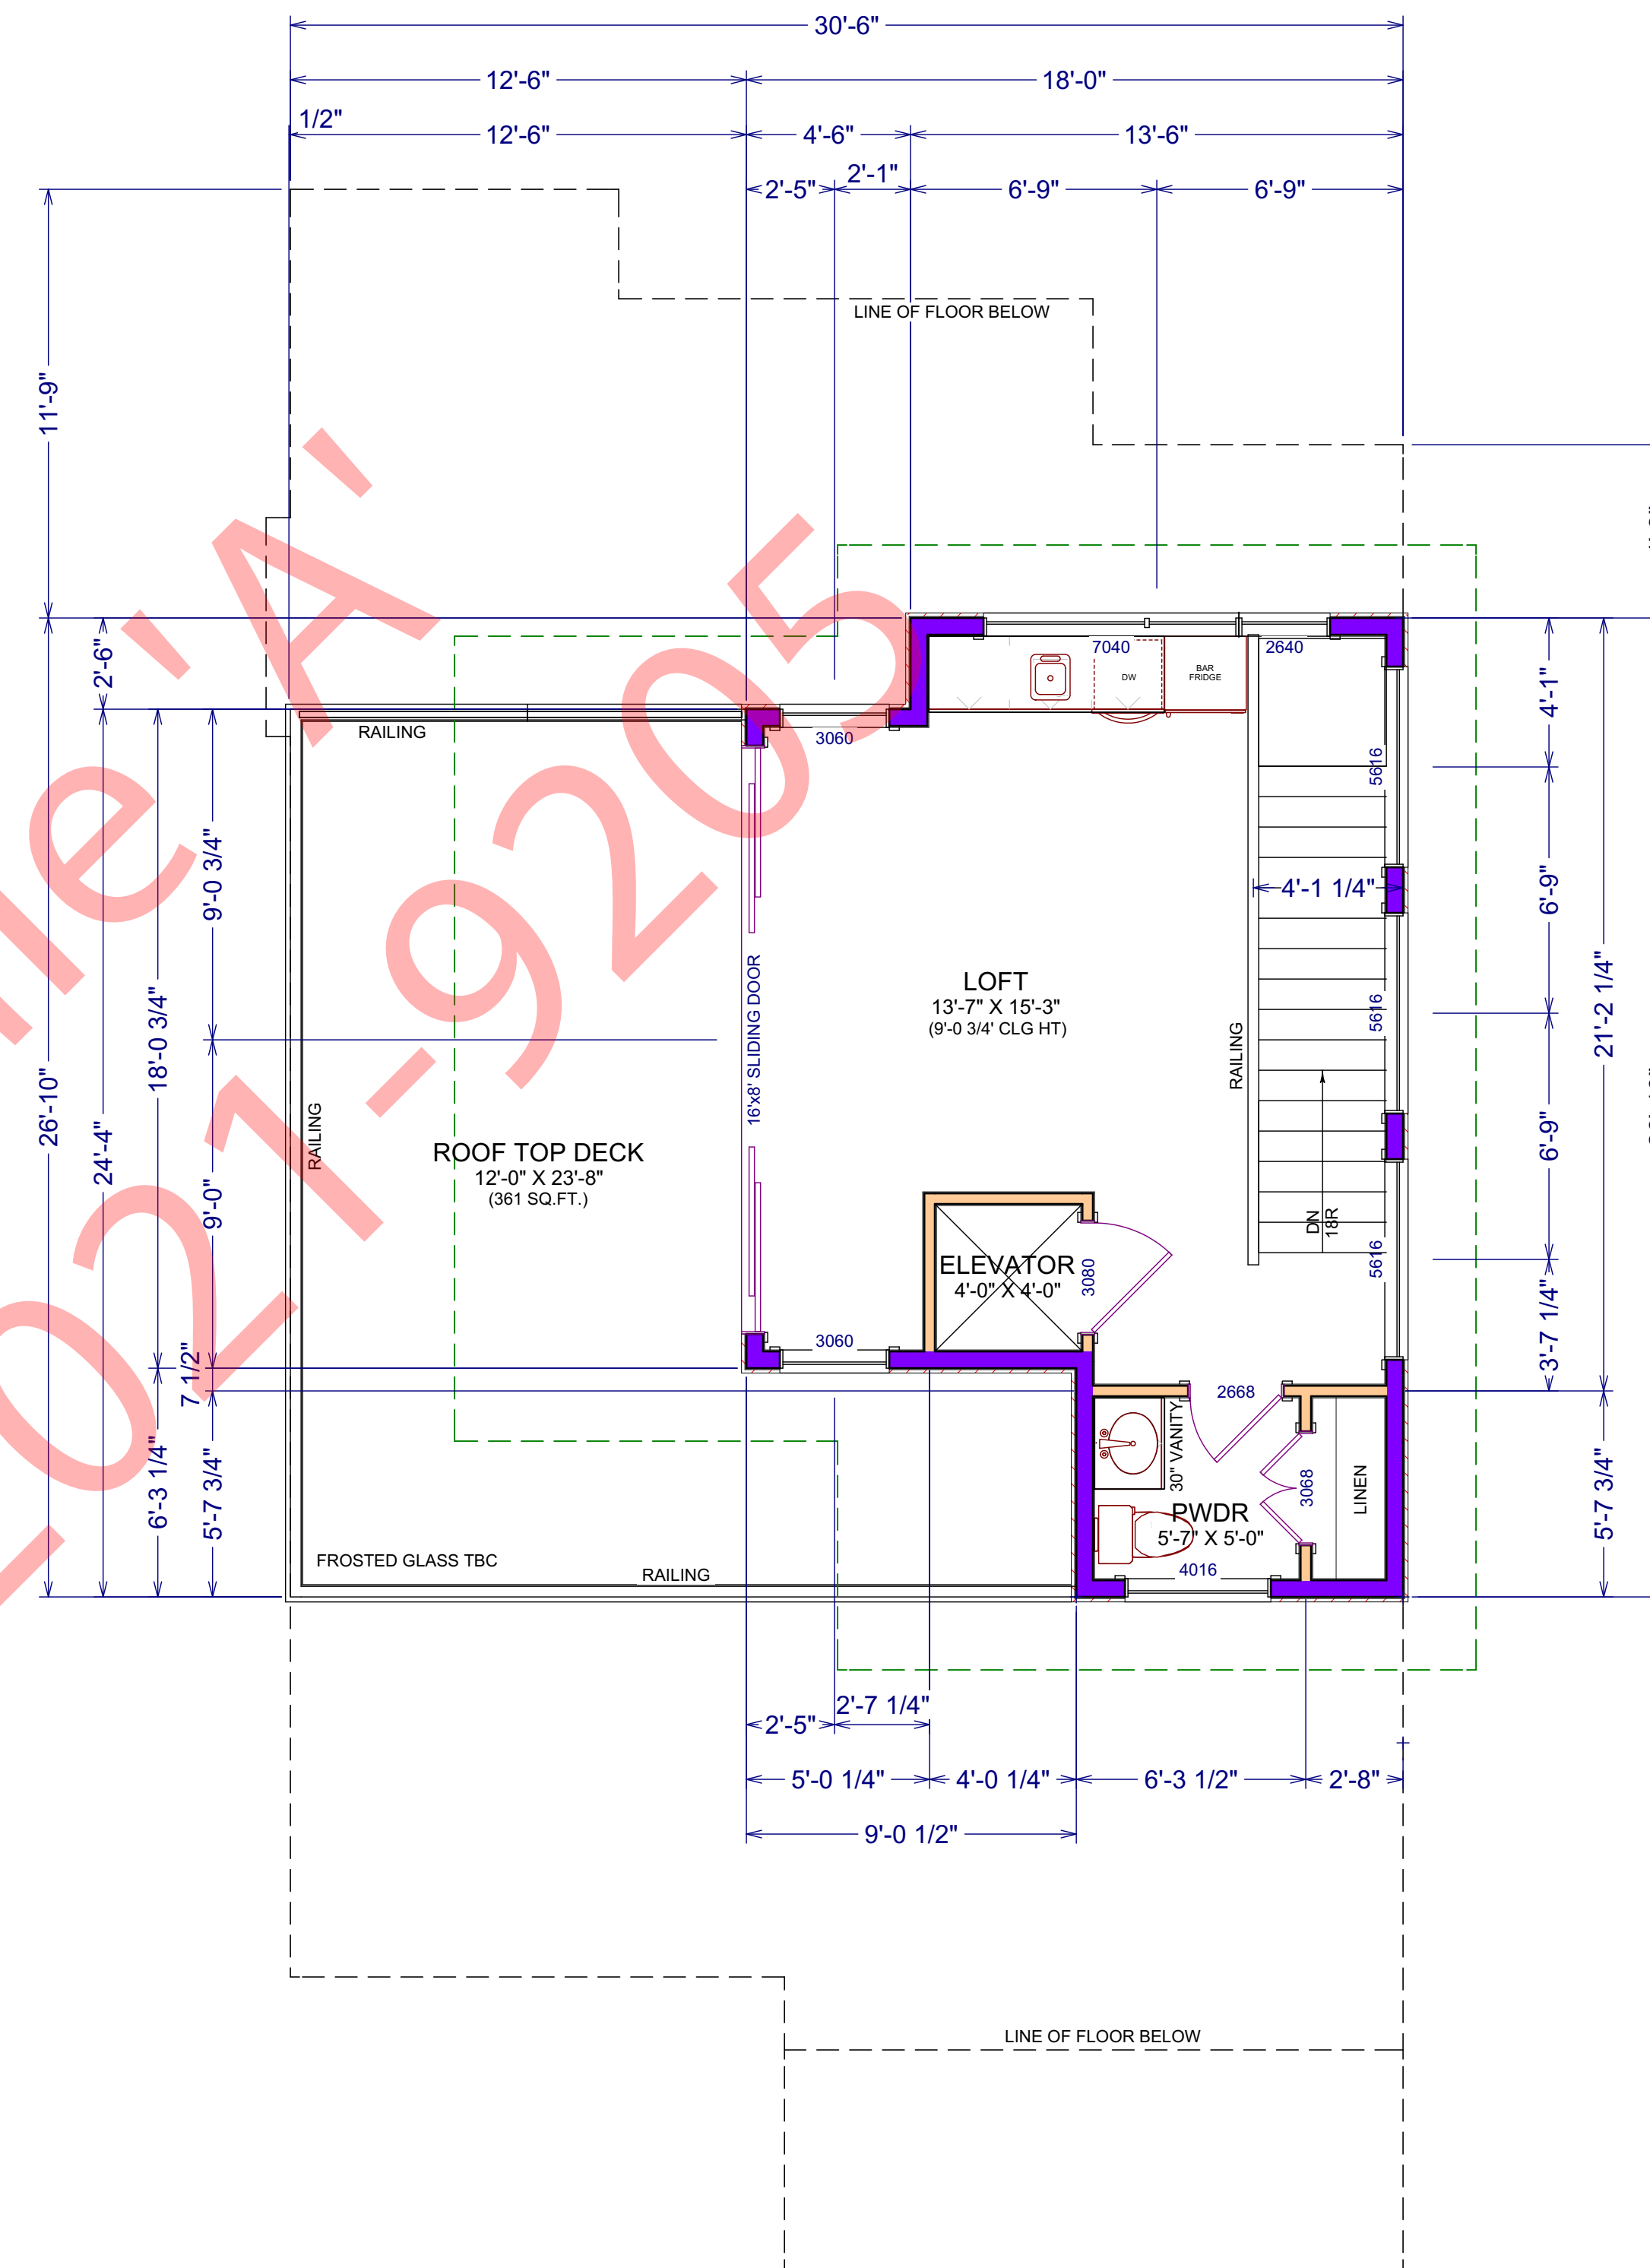 30'-6"
12'-6"
18'-0"
1/2"
12'-6"
4'-6"
13'-6"
2'-5"
2'-1"
6'-9"
6'-9"
LINE OF FLOOR BELOW
11'-9"
2'-6"
RAILING
3060
7040
2640
DW
BAR
FRIDGE
4'-1"
5616
9'-0 3/4"
18'-0 3/4"
26'-10"
24'-4"
9'-0"
4'-1 1/4"
6'-9"
21'-2 1/4"
16'x8' SLIDING DOOR
LOFT
13'-7" X 15'-3"
(9'-0 3/4' CLG HT)
RAILING
5616
RAILING
ROOF TOP DECK
12'-0" X 23'-8"
(361 SQ.FT.)
6'-9"
DN
18R
ELEVATOR
4'-0" X 4'-0"
3080
5616
3'-7 1/4"
3060
7 1/2"
6'-3 1/4"
5'-7 3/4"
2668
30" VANITY
3068
LINEN
PWDR
5'-7" X 5'-0"
4016
5'-7 3/4"
FROSTED GLASS TBC
RAILING
2'-7 1/4"
2'-5"
5'-0 1/4"
4'-0 1/4"
6'-3 1/2"
2'-8"
9'-0 1/2"
LINE OF FLOOR BELOW
ne 'A'
021-9205